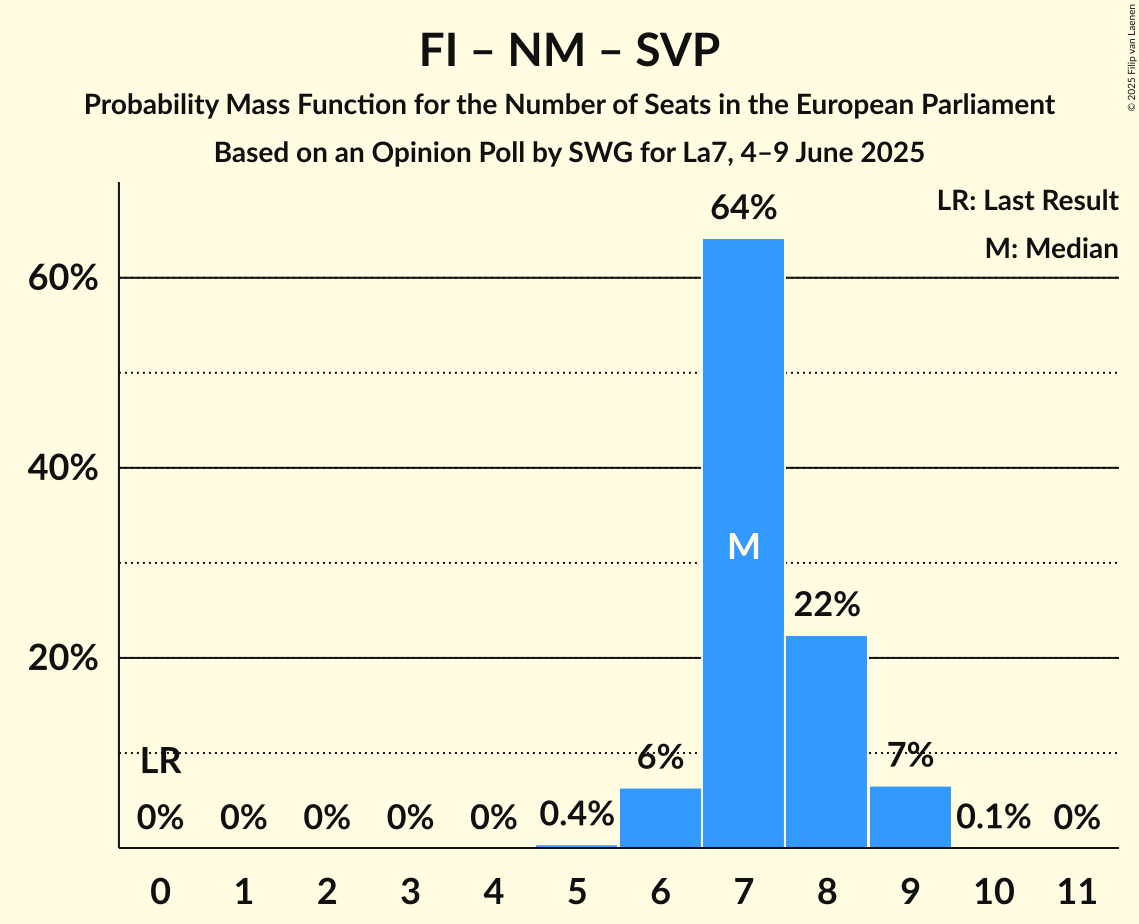 FI – NM – SVP
Probability Mass Function for the Number of Seats in the European Parliament
Based on an Opinion Poll by SWG for La7, 4–9 June 2025
© 2025 Filip van Laenen
LR: Last Result
M: Median
60%
40%
20%
64%
M
22%
LR
6%
7%
0% 0% 0% 0% 0% 0.4% 0.1% 0%
0 1 2 3 4 5 6 7 8 9 10 11